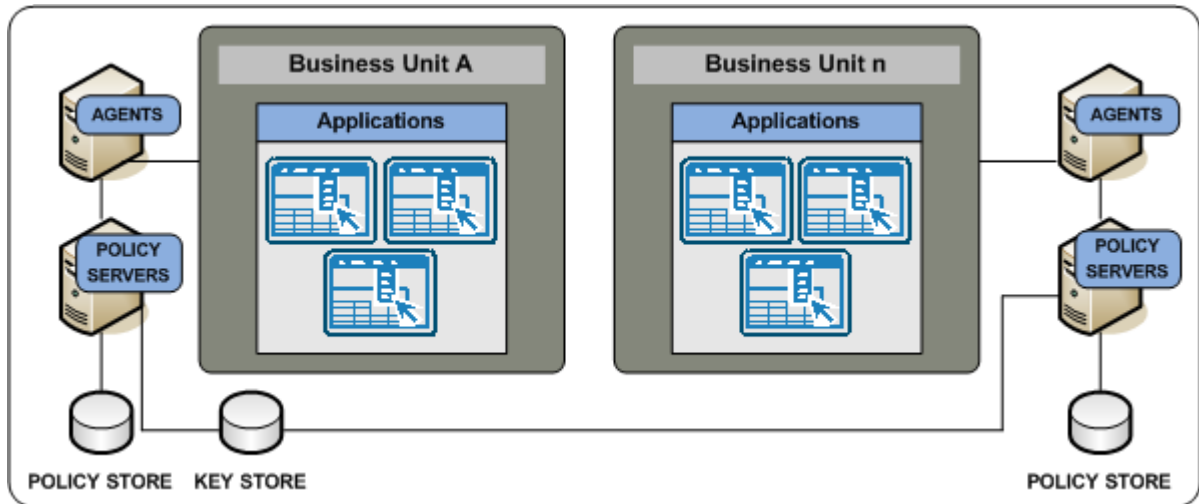 Business Unit A
Business Unit n
AGENTS
Applications
Applications
AGENTS
POLICY
SERVERS
POLICY
SERVERS
POLICY STORE
KEY STORE
POLICY STORE